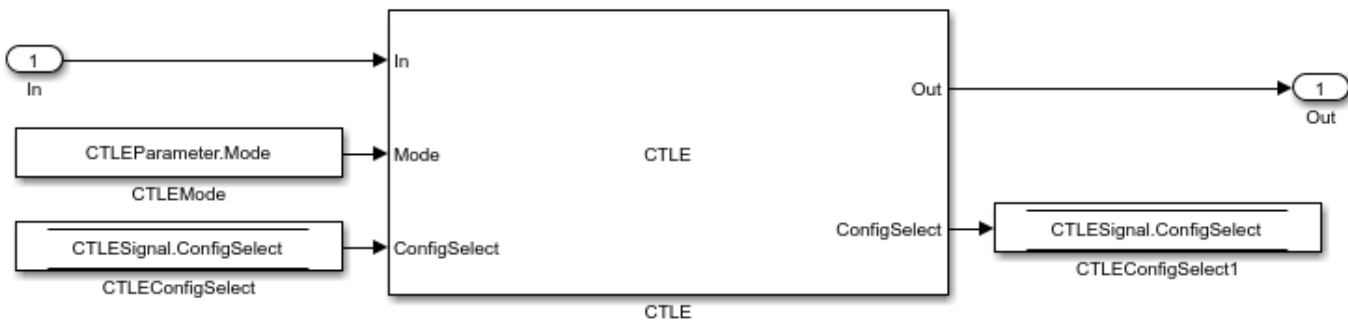 1
In
CTLEParameter.Mode
CTLEMode
CTLESignal.ConfigSelect
CTLEConfigSelect
In
Mode
ConfigSelect
CTLE
Out
ConfigSelect
CTLE
1
Out
CTLESignal.ConfigSelect
CTLEConfigSelect1